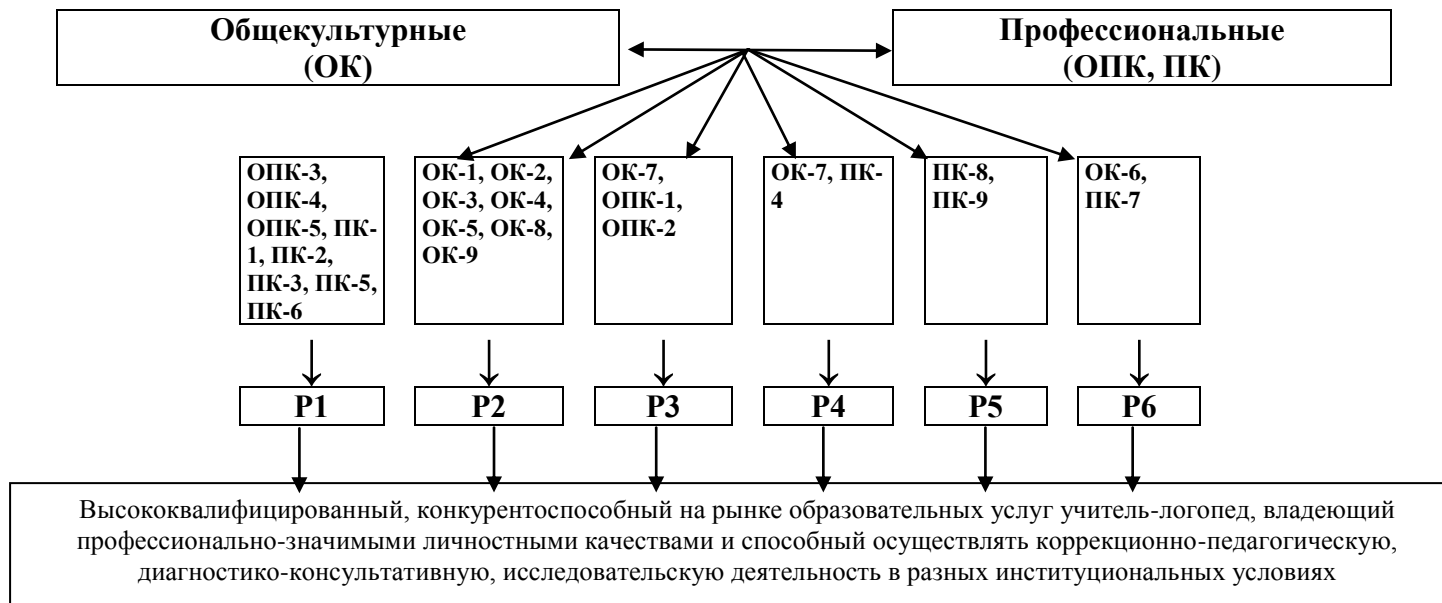 Общекультурные
(ОК)
Профессиональные
(ОПК, ПК)
ОПК-3,
ОПК-4,
ОПК-5, ПК-
1, ПК-2,
ПК-3, ПК-5,
ПК-6
ОК-1, ОК-2,
ОК-3, ОК-4,
ОК-5, ОК-8,
ОК-9
ОК-7,
ОПК-1,
ОПК-2
ОК-7, ПК-
4
ПК-8,
ПК-9
ОК-6,
ПК-7
Р1
Р2
Р3
Р4
Р5
Р6
Высококвалифицированный, конкурентоспособный на рынке образовательных услуг учитель-логопед, владеющий
профессионально-значимыми личностными качествами и способный осуществлять коррекционно-педагогическую,
диагностико-консультативную, исследовательскую деятельность в разных институциональных условиях